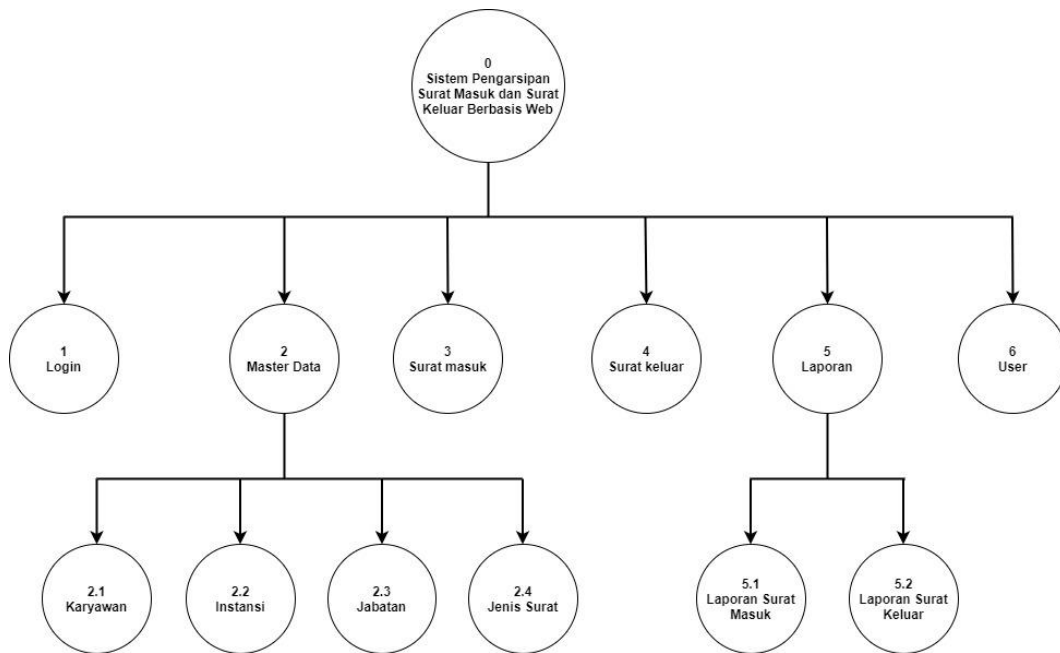 0
Sistem Pengarsipan
Surat Masuk dan Surat
Keluar Berbasis Web
1
Login
2
Master Data
3
Surat masuk
4
Surat keluar
5
Laporan
6
User
2.1
Karyawan
2.2
Instansi
2.3
Jabatan
2.4
Jenis Surat
5.1
Laporan Surat
Masuk
5.2
Laporan Surat
Keluar